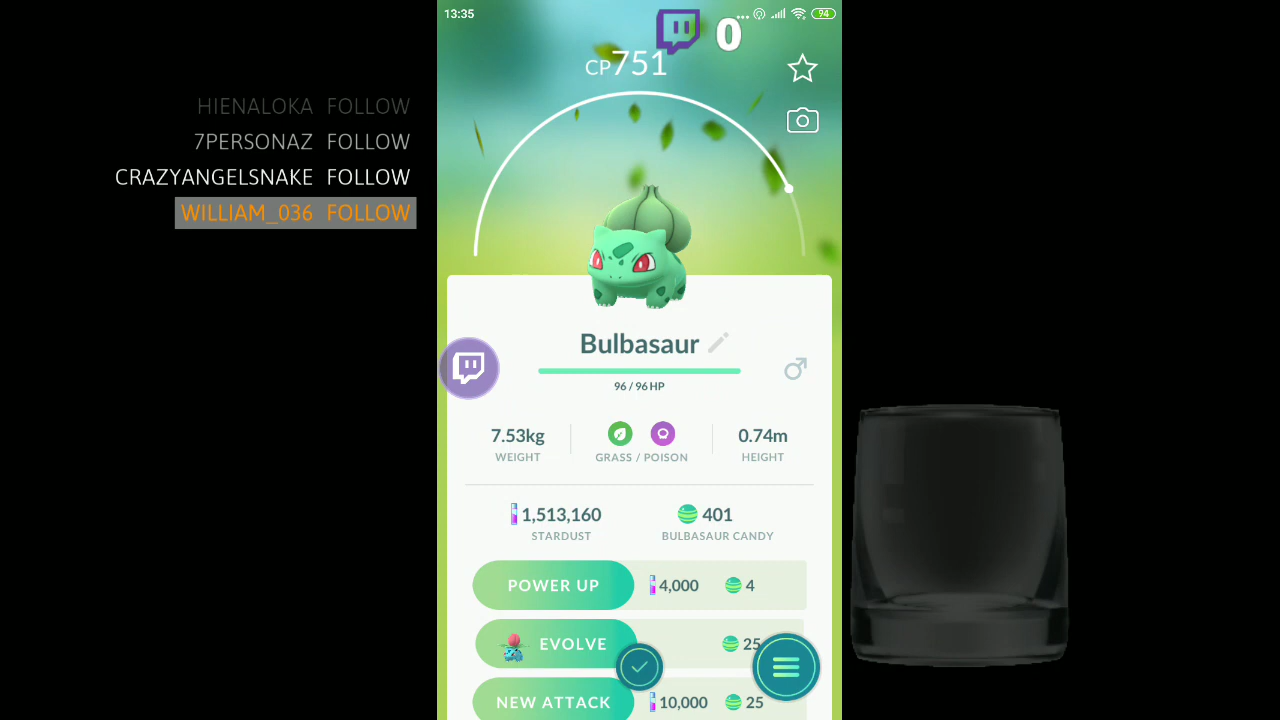 13:35
94
0
CP751
HIENALOKA FOLLOW
7PERSONAZ FOLLOW
CRAZYANGELSNAKE FOLLOW
WILLIAM_036 FOLLOW
Bulbasaur
96 / 96 HP
7.53kg
WEIGHT
GRASS / POISON
0.74m
HEIGHT
1,513,160
STARDUST
401
BULBASAUR CANDY
POWER UP 4,000 4
EVOLVE 25
NEW ATTACK 10,000 25